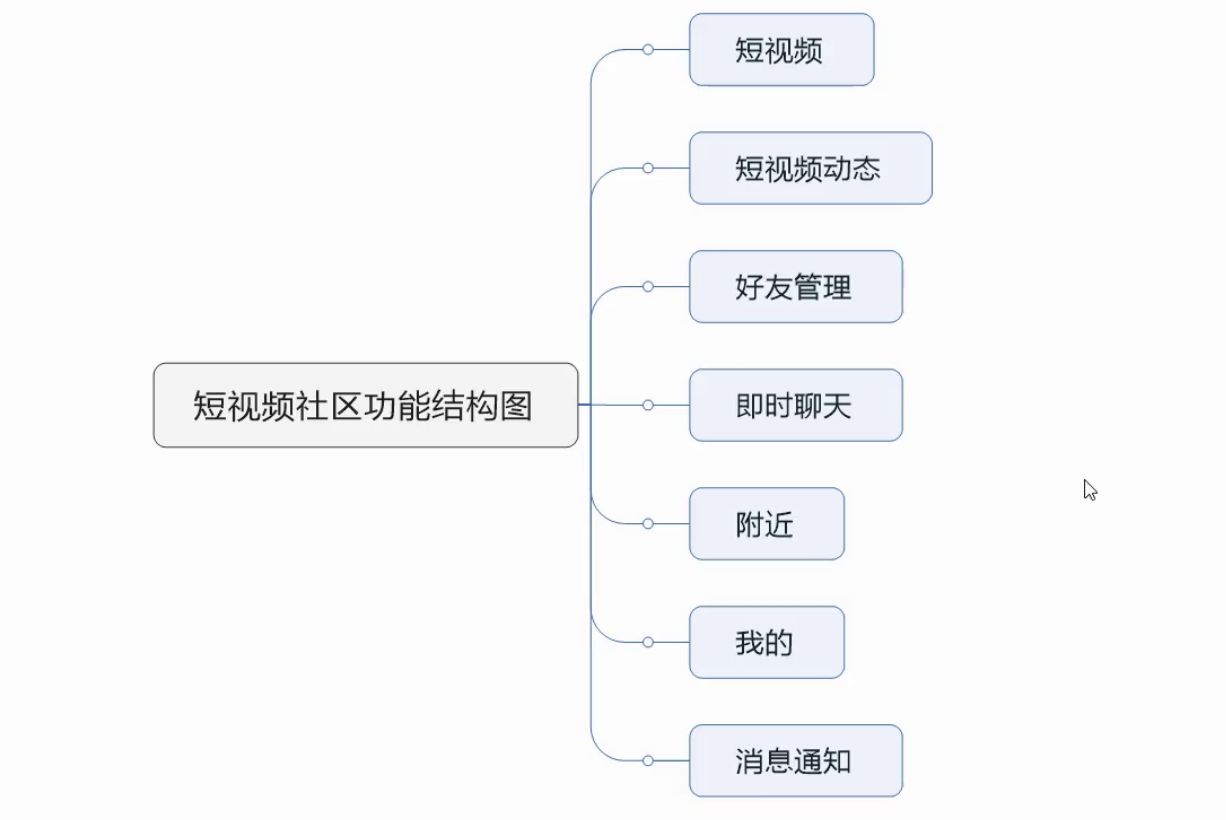 短视频
短视频动态
好友管理
短视频社区功能结构图
即时聊天
附近
我的
消息通知